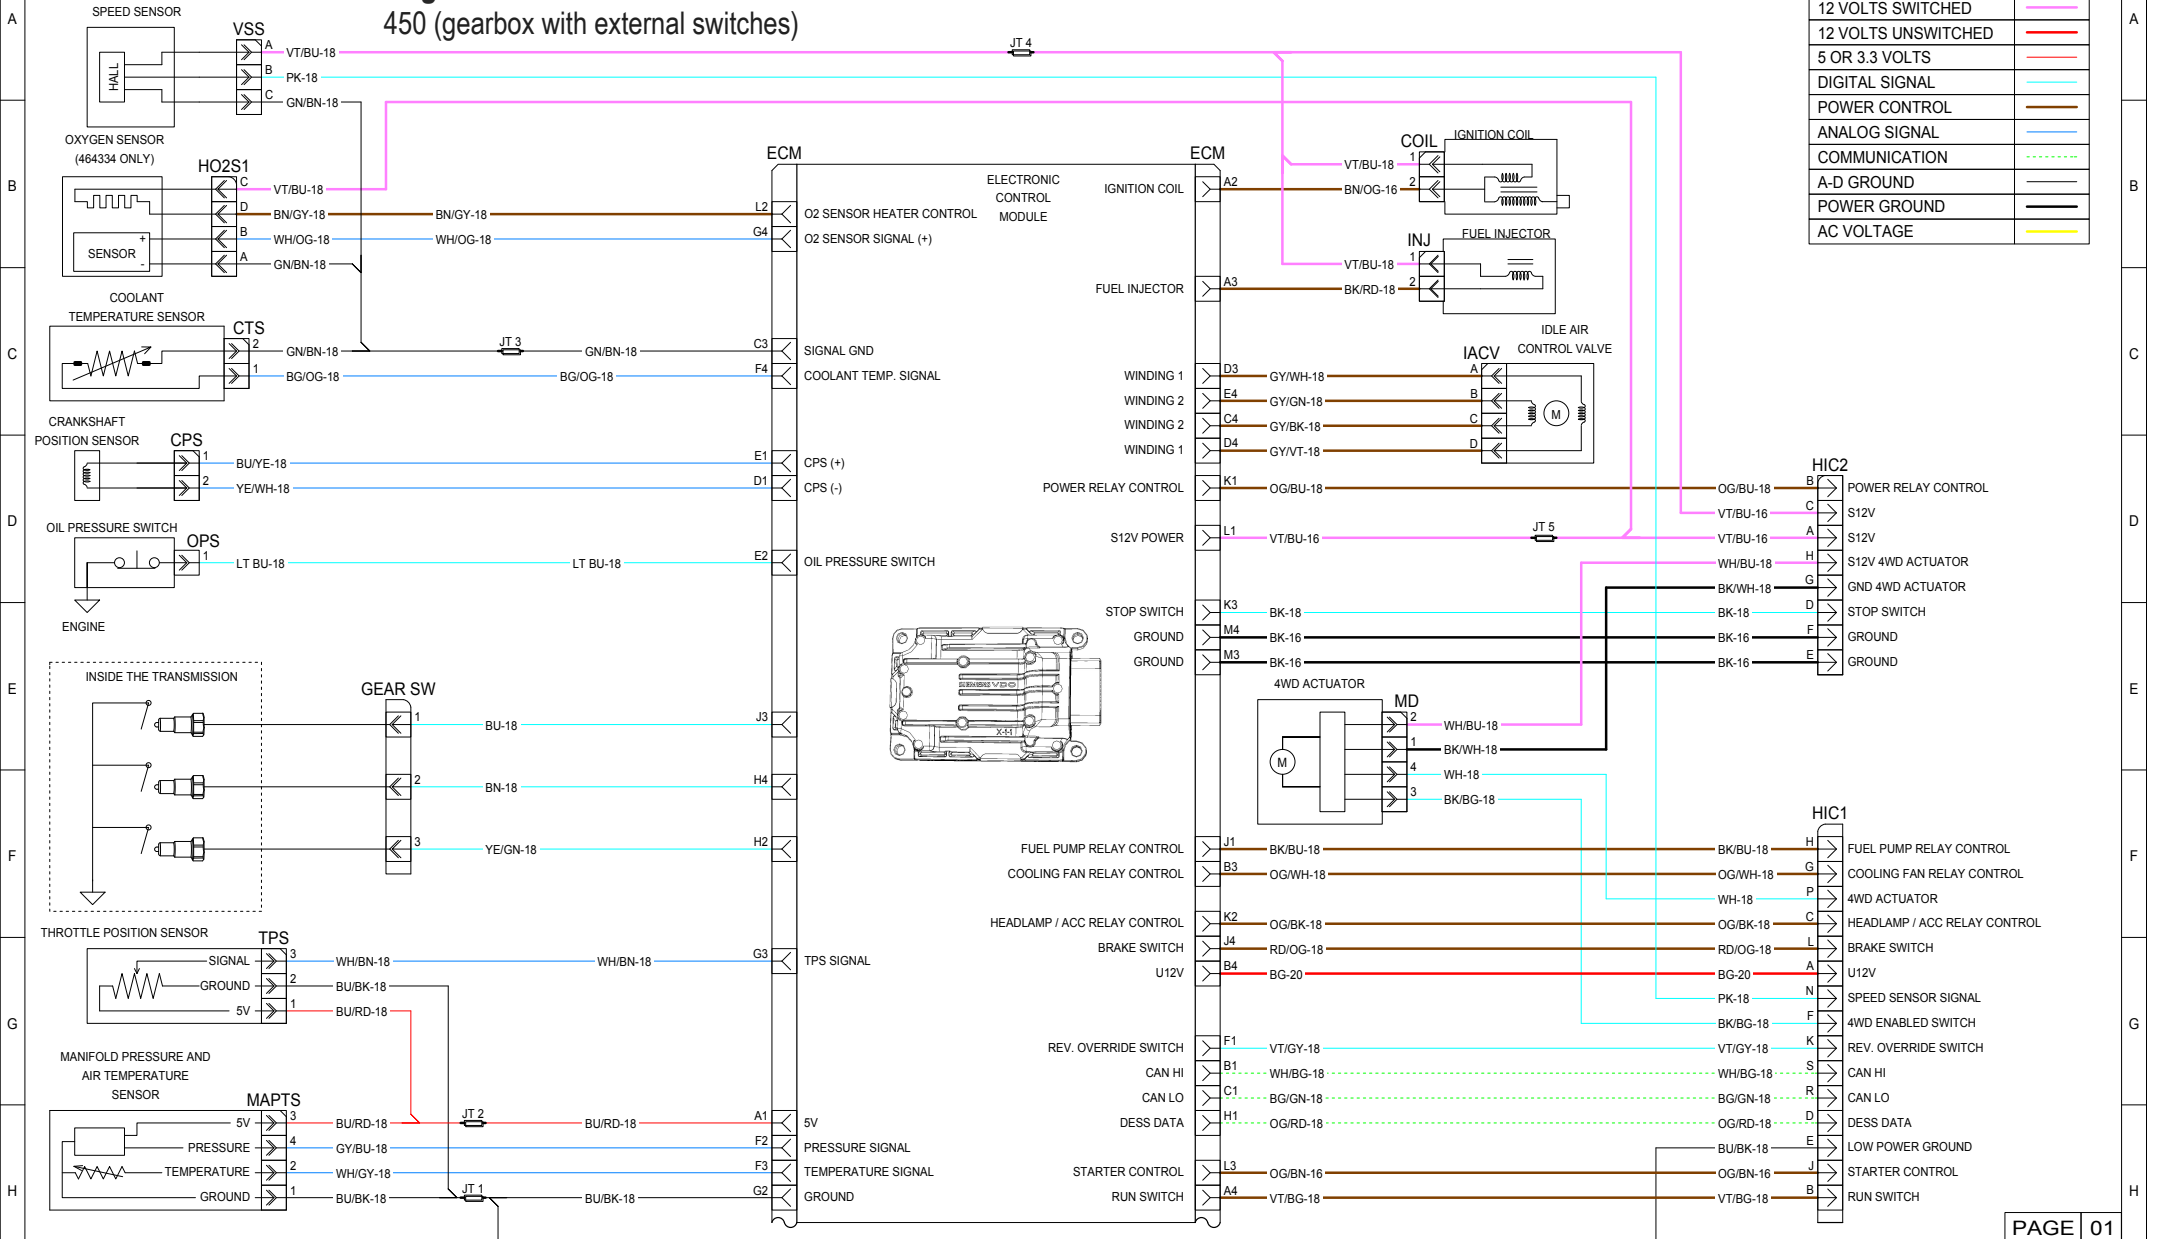 450 (gearbox with external switches)
A
B
C
D
E
F
G
H
SPEED SENSOR
VSS
HALL
A VT/BU-18
B PK-18
C GN/BN-18
JT 4
OXYGEN SENSOR
(464334 ONLY)
HO2S1
C VT/BU-18
D BN/GY-18 BN/GY-18 L2 O2 SENSOR HEATER CONTROL
B WH/OG-18 WH/OG-18 G4 O2 SENSOR SIGNAL (+)
A GN/BN-18
SENSOR + -
COOLANT
TEMPERATURE SENSOR
CTS
2 GN/BN-18 JT 3 GN/BN-18 C3 SIGNAL GND
1 BG/OG-18 BG/OG-18 F4 COOLANT TEMP. SIGNAL
CRANKSHAFT
POSITION SENSOR
CPS
1 BU/YE-18 E1 CPS (+)
2 YE/WH-18 D1 CPS (-)
OIL PRESSURE SWITCH
OPS
1 LT BU-18 LT BU-18 E2 OIL PRESSURE SWITCH
ENGINE
INSIDE THE TRANSMISSION
GEAR SW
1 BU-18 J3
2 BN-18 H4
3 YE/GN-18 H2
THROTTLE POSITION SENSOR
TPS
SIGNAL 3 WH/BN-18 WH/BN-18 G3 TPS SIGNAL
GROUND 2 BU/BK-18
5V 1 BU/RD-18
MANIFOLD PRESSURE AND
AIR TEMPERATURE
SENSOR
MAPTS
5V 3 BU/RD-18 JT 2 BU/RD-18 A1 5V
PRESSURE 4 GY/BU-18 F2 PRESSURE SIGNAL
TEMPERATURE 2 WH/GY-18 F3 TEMPERATURE SIGNAL
GROUND 1 BU/BK-18 JT 1 BU/BK-18 G2 GROUND
ECM
ECM
ELECTRONIC
CONTROL
MODULE
SIEMENS VDO
IGNITION COIL A2 BN/OG-16 2
VT/BU-18 1
COIL
IGNITION COIL
INJ
FUEL INJECTOR
VT/BU-18 1
FUEL INJECTOR A3 BK/RD-18 2
IDLE AIR
CONTROL VALVE
IACV
M
WINDING 1 D3 GY/WH-18 A
WINDING 2 E4 GY/GN-18 B
WINDING 2 C4 GY/BK-18 C
WINDING 1 D4 GY/VT-18 D
HIC2
POWER RELAY CONTROL K1 OG/BU-18 OG/BU-18 B POWER RELAY CONTROL
VT/BU-16 C S12V
S12V POWER L1 VT/BU-16 JT 5 VT/BU-16 A S12V
WH/BU-18 H S12V 4WD ACTUATOR
BK/WH-18 G GND 4WD ACTUATOR
STOP SWITCH K3 BK-18 BK-18 D STOP SWITCH
GROUND M4 BK-16 BK-16 F GROUND
GROUND M3 BK-16 BK-16 E GROUND
4WD ACTUATOR
MD
M
2 WH/BU-18
1 BK/WH-18
4 WH-18
3 BK/BG-18
HIC1
FUEL PUMP RELAY CONTROL J1 BK/BU-18 BK/BU-18 H FUEL PUMP RELAY CONTROL
COOLING FAN RELAY CONTROL B3 OG/WH-18 OG/WH-18 G COOLING FAN RELAY CONTROL
WH-18 P 4WD ACTUATOR
HEADLAMP / ACC RELAY CONTROL K2 OG/BK-18 OG/BK-18 C HEADLAMP / ACC RELAY CONTROL
BRAKE SWITCH J4 RD/OG-18 RD/OG-18 L BRAKE SWITCH
U12V B4 BG-20 BG-20 A U12V
PK-18 N SPEED SENSOR SIGNAL
BK/BG-18 F 4WD ENABLED SWITCH
REV. OVERRIDE SWITCH F1 VT/GY-18 VT/GY-18 K REV. OVERRIDE SWITCH
CAN HI B1 WH/BG-18 WH/BG-18 S CAN HI
CAN LO C1 BG/GN-18 BG/GN-18 R CAN LO
DESS DATA H1 OG/RD-18 OG/RD-18 D DESS DATA
BU/BK-18 E LOW POWER GROUND
STARTER CONTROL L3 OG/BN-16 OG/BN-16 J STARTER CONTROL
RUN SWITCH A4 VT/BG-18 VT/BG-18 B RUN SWITCH
12 VOLTS SWITCHED
12 VOLTS UNSWITCHED
5 OR 3.3 VOLTS
DIGITAL SIGNAL
POWER CONTROL
ANALOG SIGNAL
COMMUNICATION
A-D GROUND
POWER GROUND
AC VOLTAGE
A
B
C
D
E
F
G
H
PAGE 01